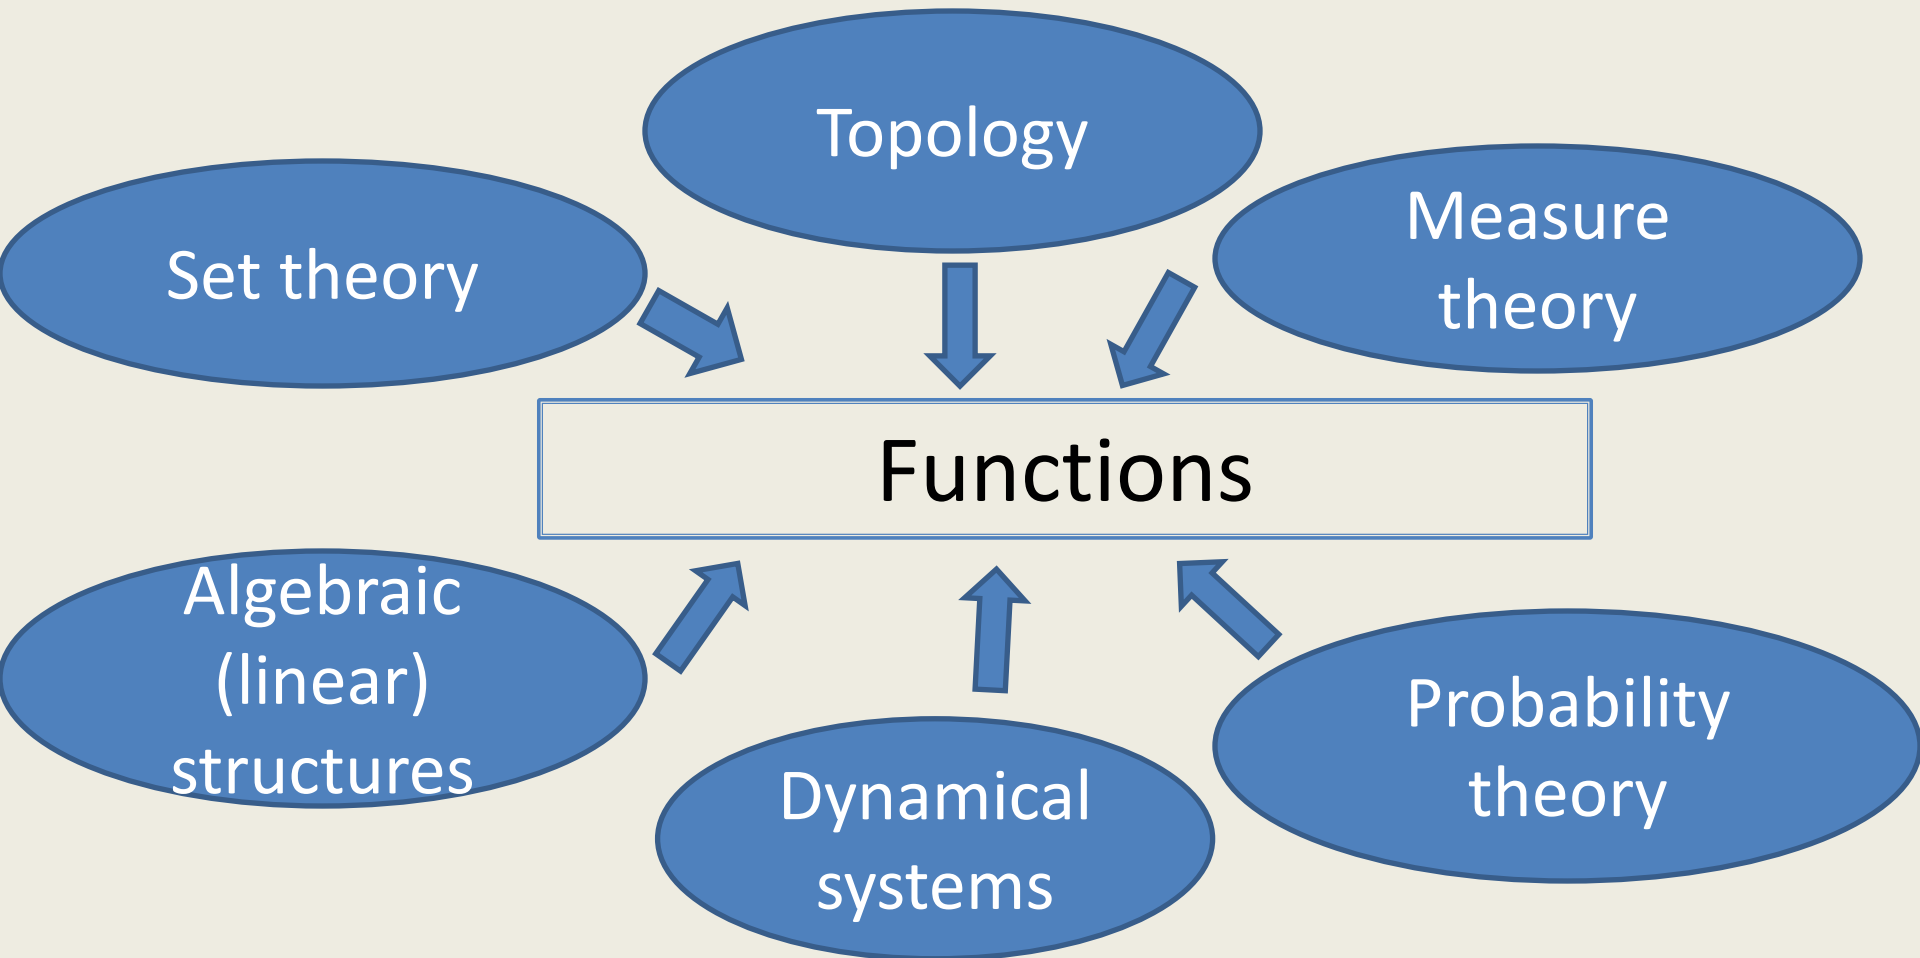 Topology
Set theory
Measure
theory
Functions
Algebraic
(linear)
structures
Dynamical
systems
Probability
theory